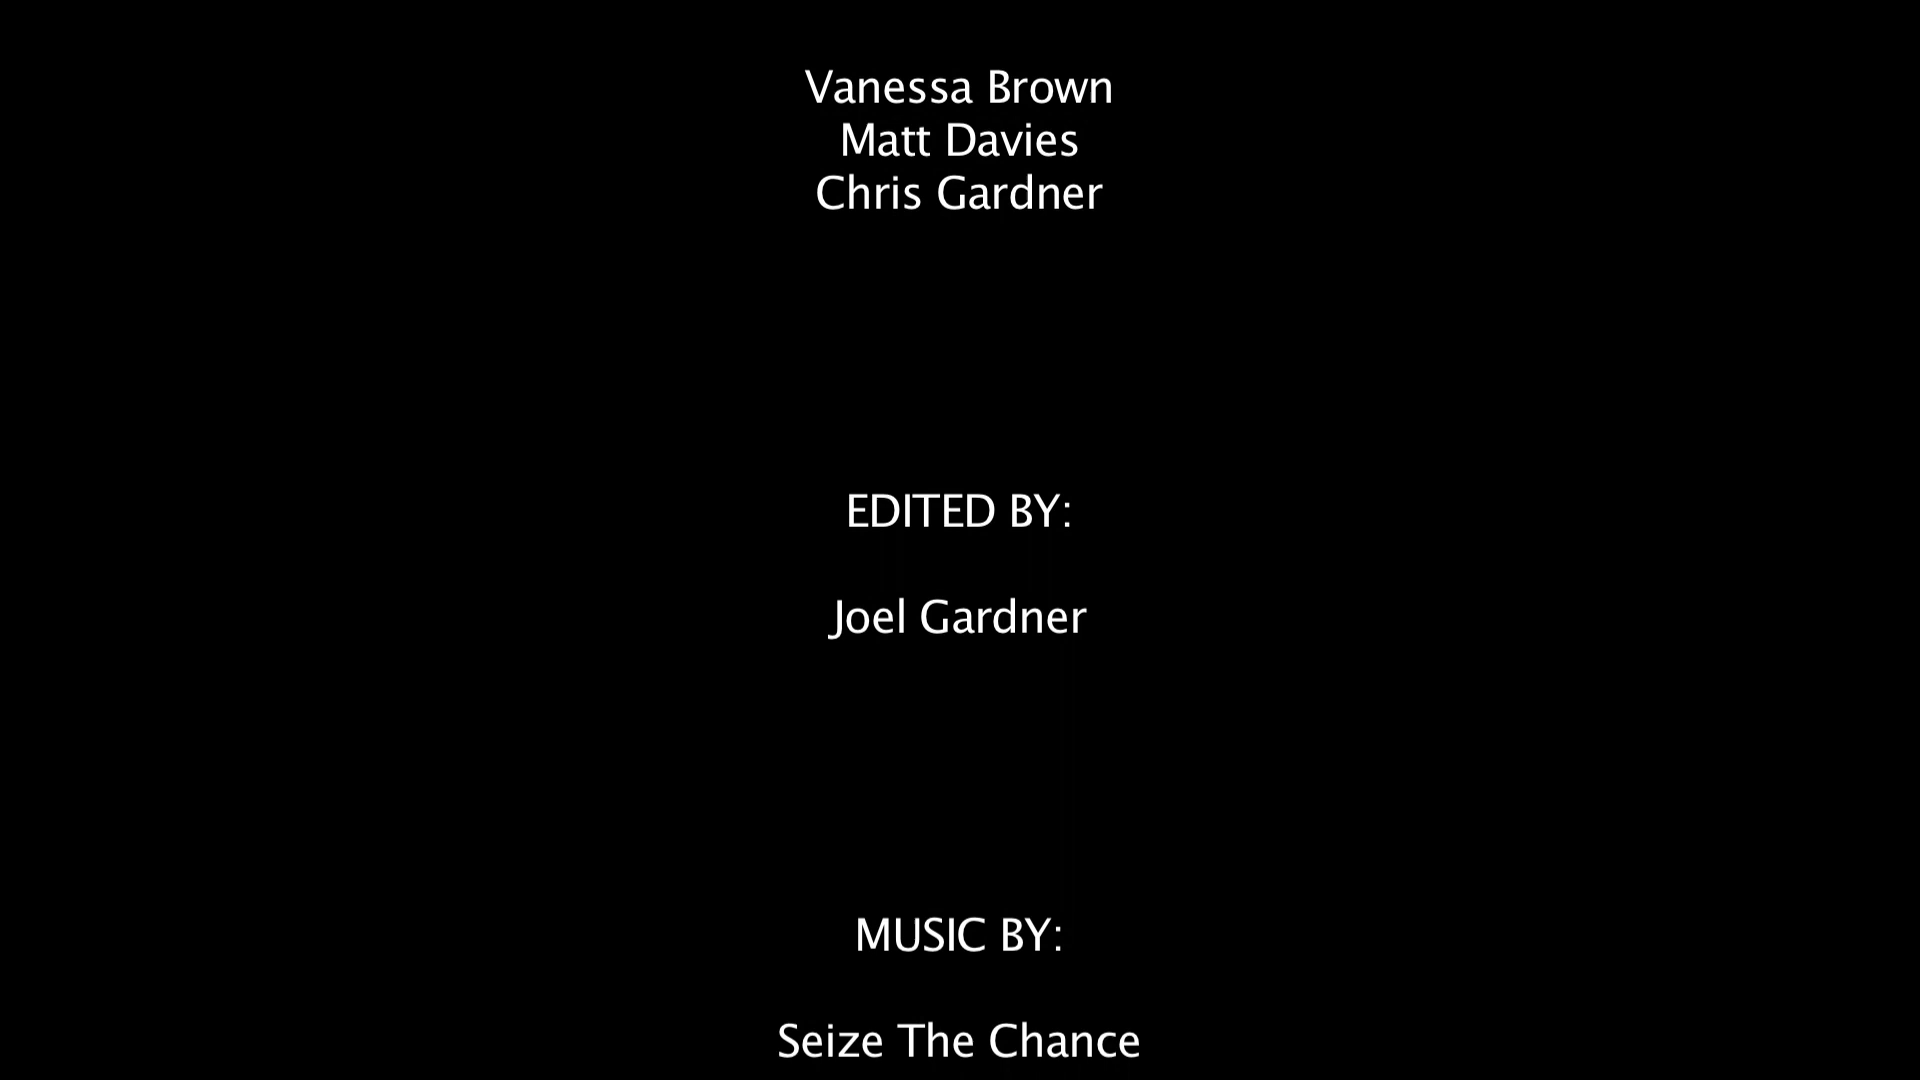 Vanessa Brown
Matt Davies
Chris Gardner
EDITED BY:
Joel Gardner
MUSIC BY:
Seize The Chance